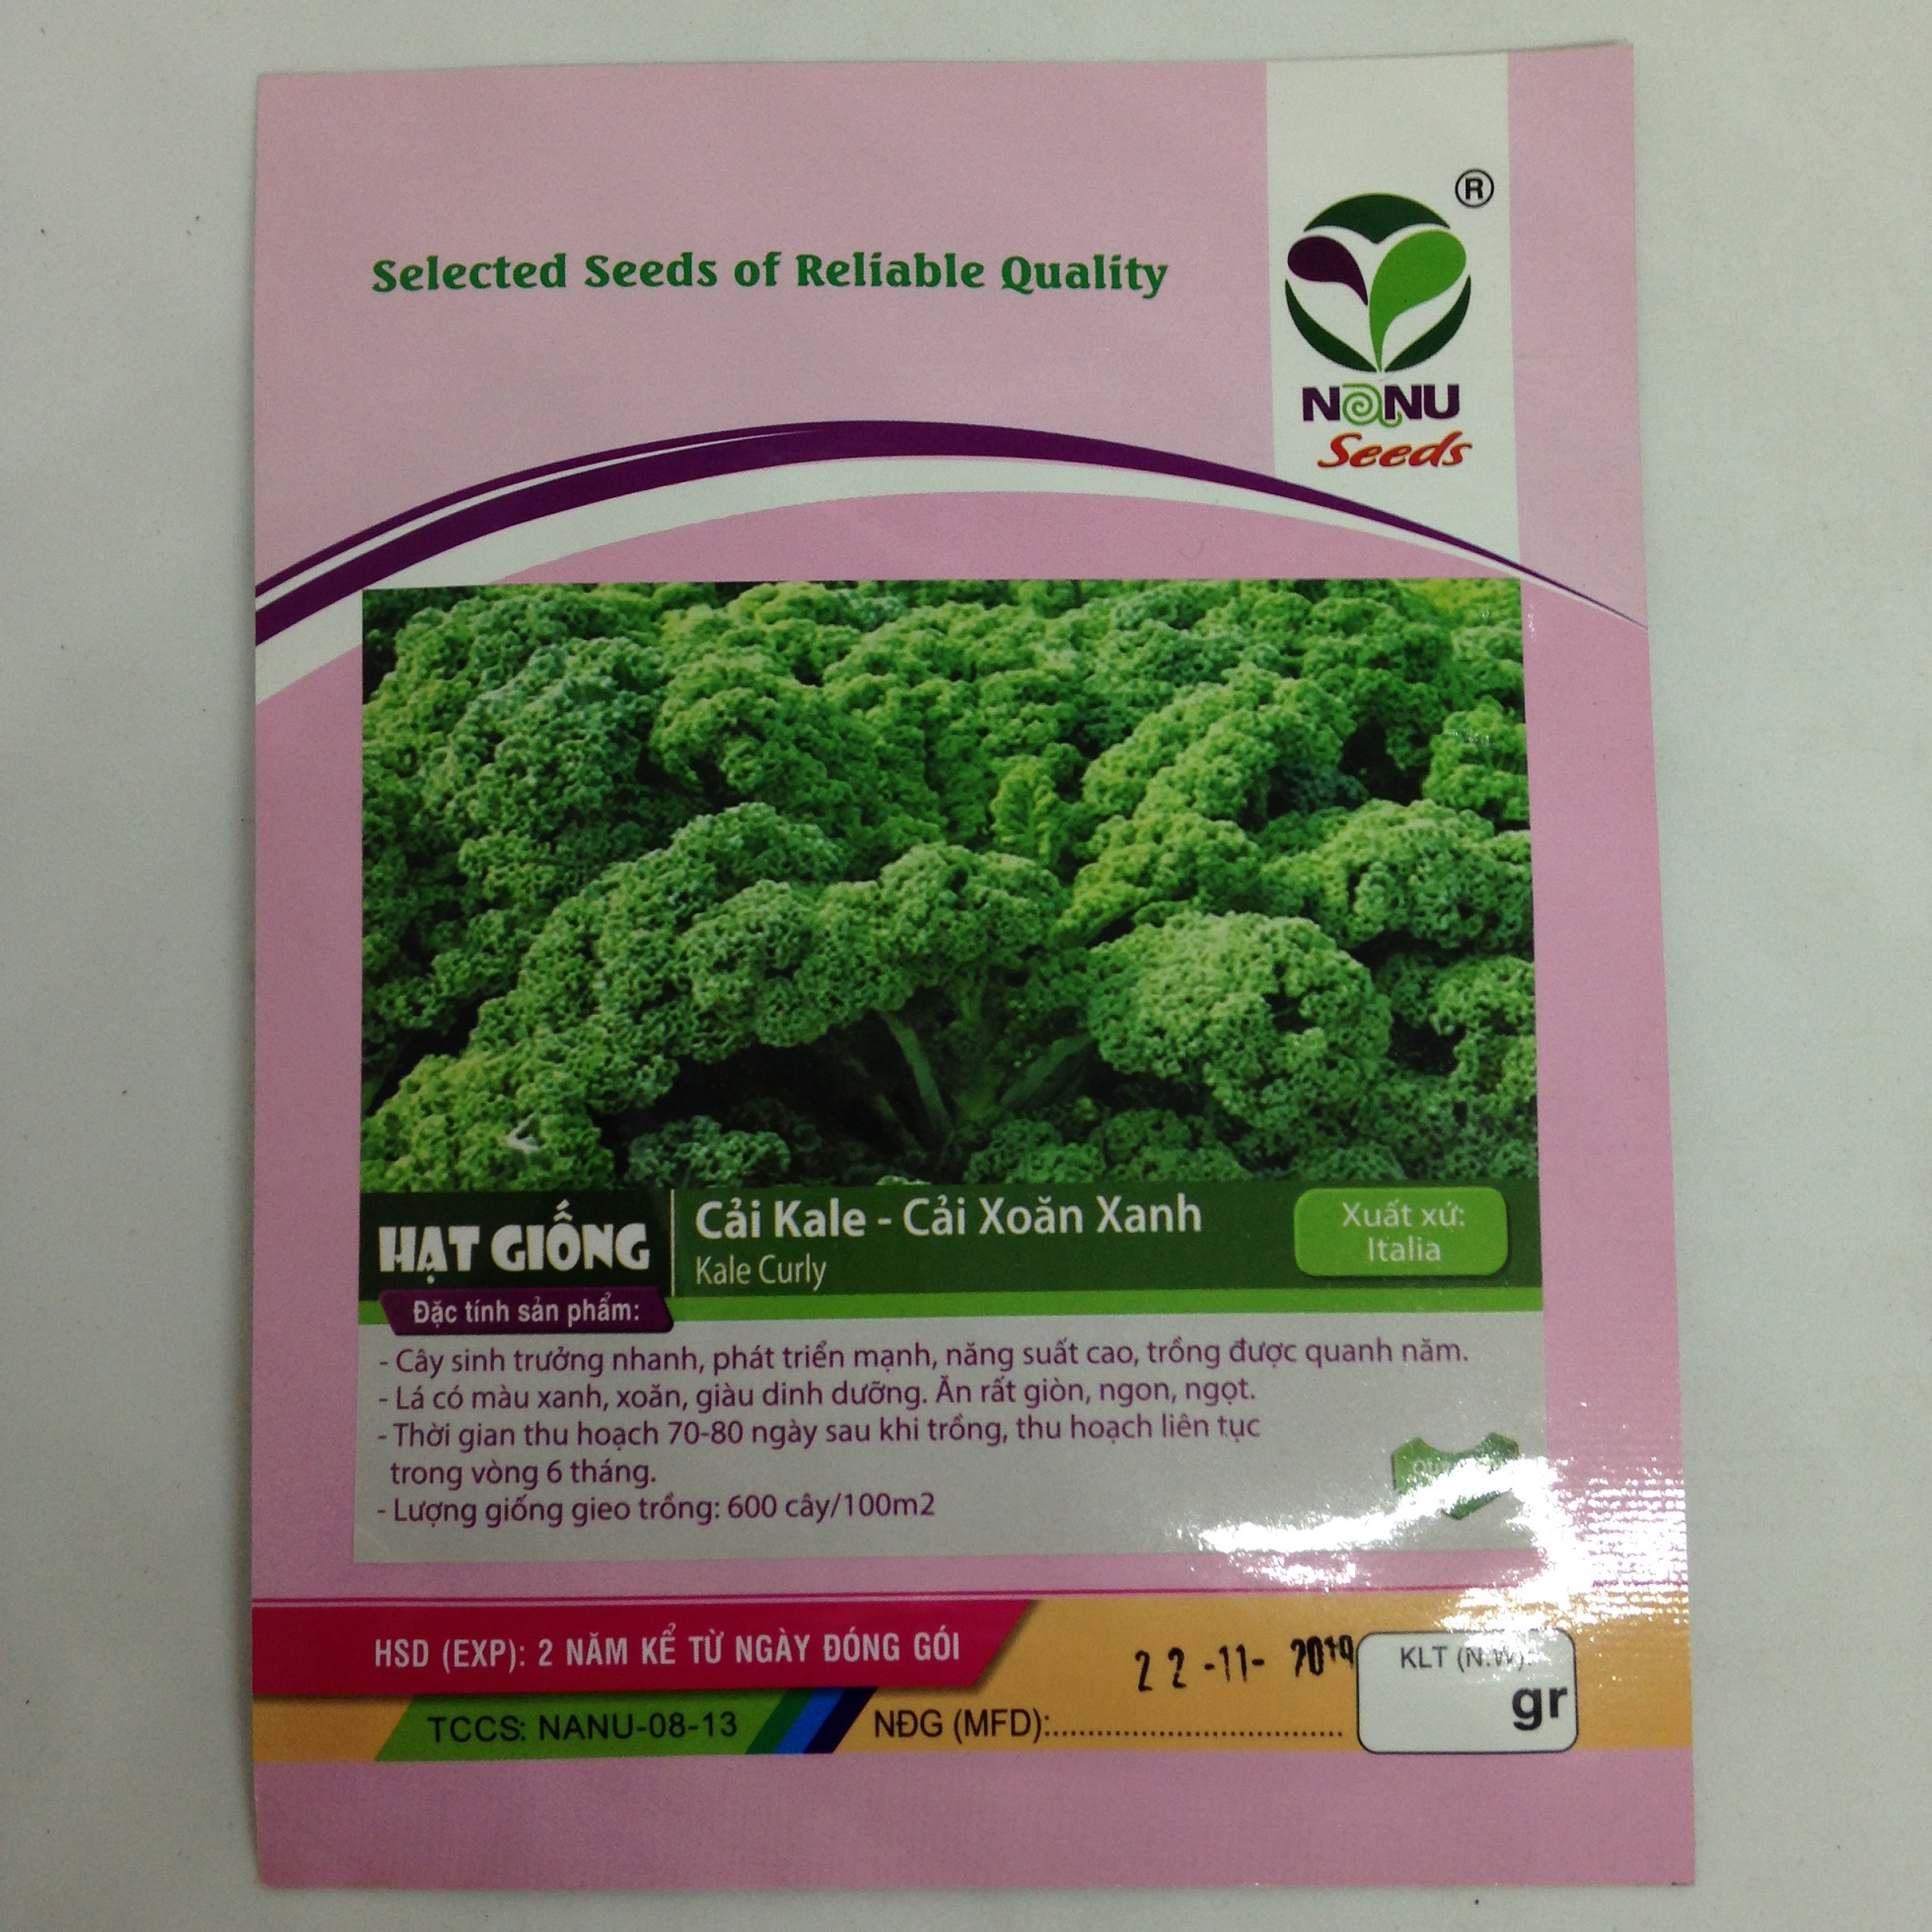 Selected Seeds of Reliable Quality
®
NANU
Seeds
HẠT GIỐNG
Cải Kale - Cải Xoăn Xanh
Kale Curly
Xuất xứ:
Italia
Đặc tính sản phẩm:
- Cây sinh trưởng nhanh, phát triển mạnh, năng suất cao, trồng được quanh năm.
- Lá có màu xanh, xoăn, giàu dinh dưỡng. Ăn rất giòn, ngon, ngọt.
- Thời gian thu hoạch 70-80 ngày sau khi trồng, thu hoạch liên tục
trong vòng 6 tháng.
- Lượng giống gieo trồng: 600 cây/100m2
HSD (EXP): 2 NĂM KỂ TỪ NGÀY ĐÓNG GÓI
22-11-2019
KLT (N.W):
gr
TCCS: NANU-08-13
NĐG (MFD):................................